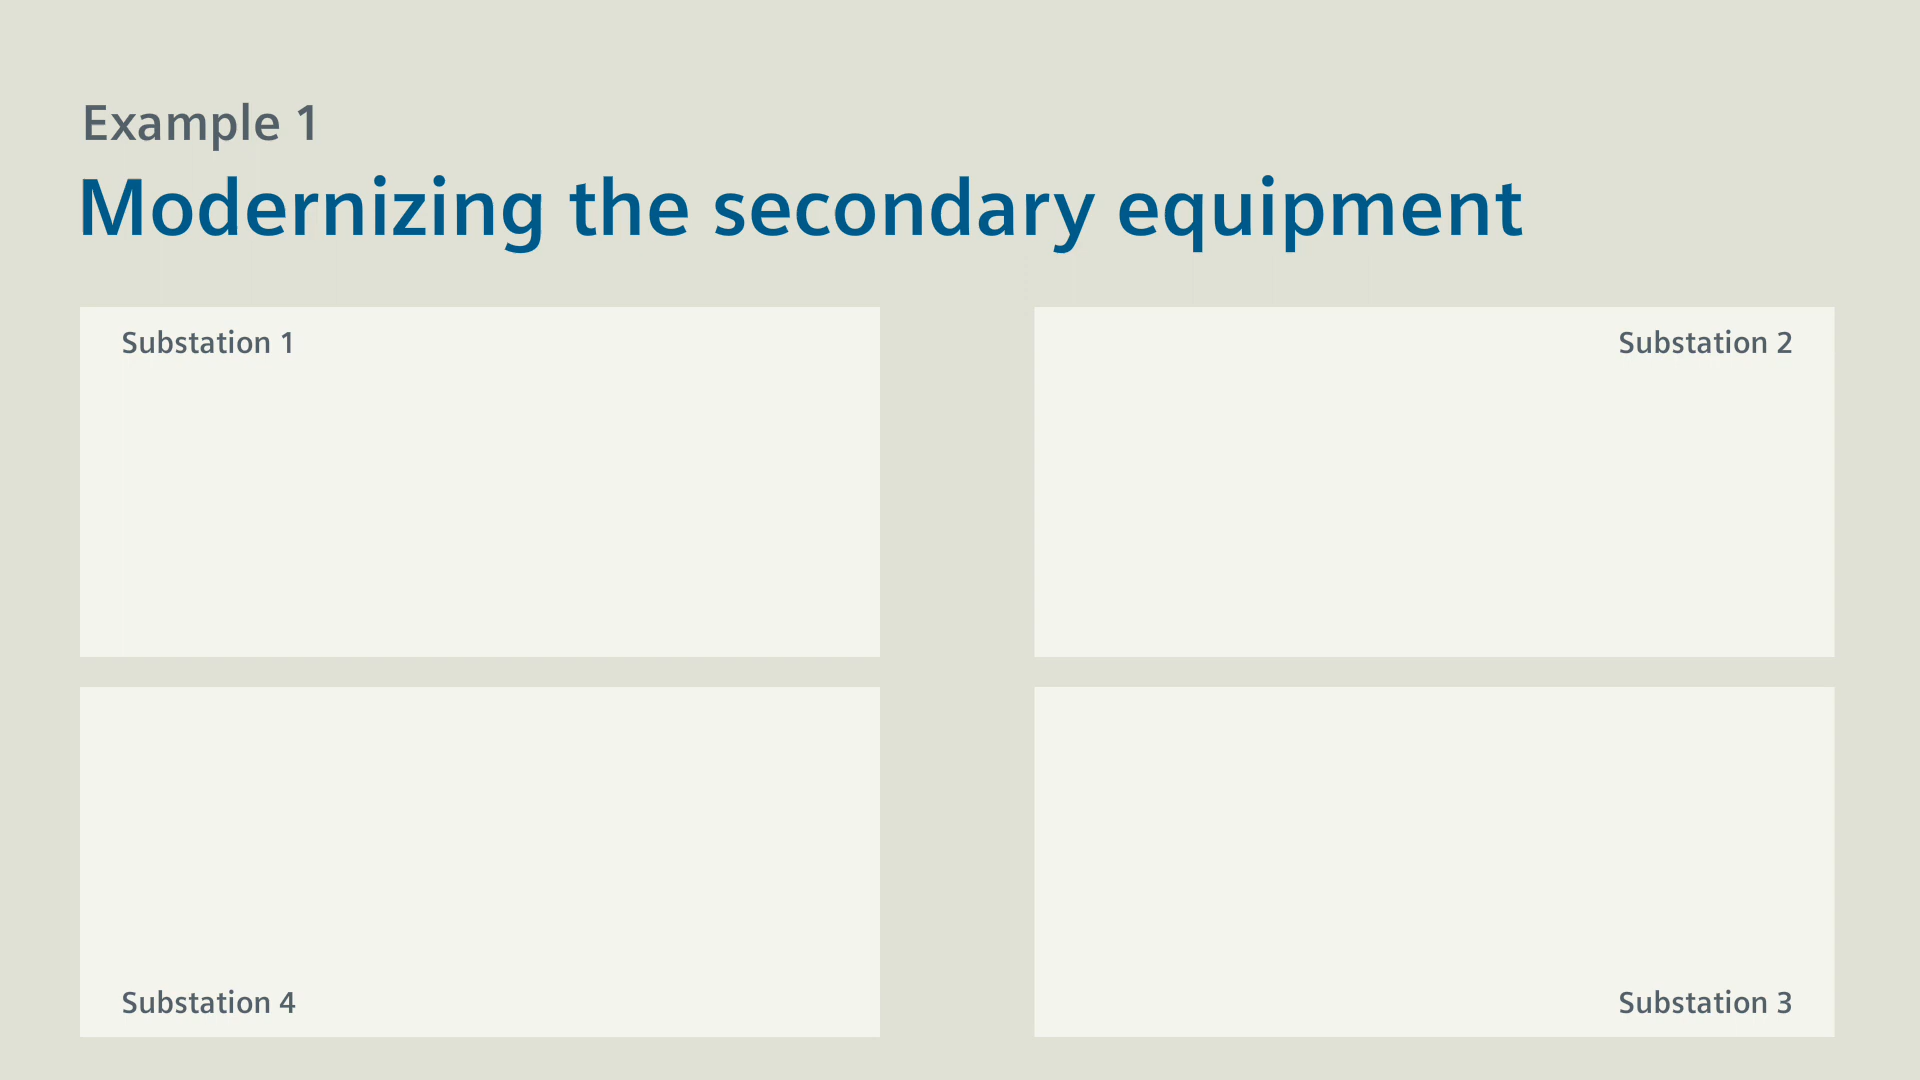 Example 1
Modernizing the secondary equipment
Substation 1
Substation 2
Substation 4
Substation 3